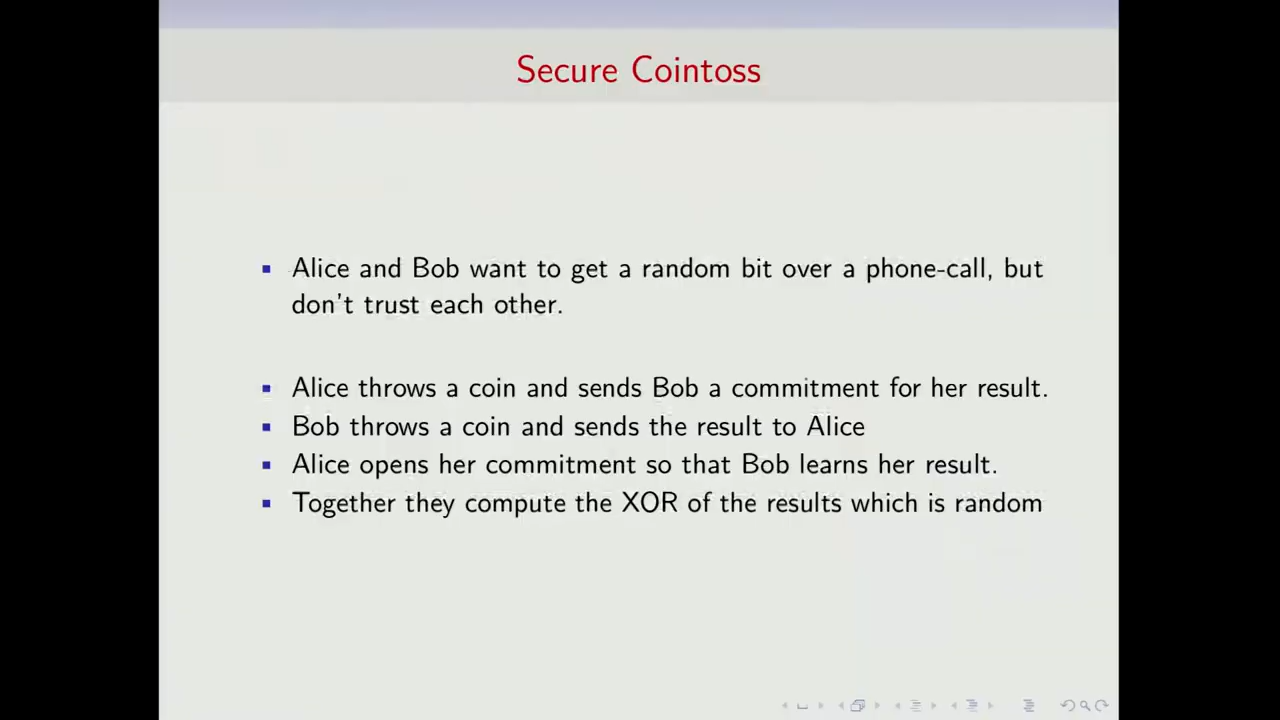 Secure Cointoss
Alice and Bob want to get a random bit over a phone-call, but
don't trust each other.
Alice throws a coin and sends Bob a commitment for her result.
Bob throws a coin and sends the result to Alice
Alice opens her commitment so that Bob learns her result.
Together they compute the XOR of the results which is random